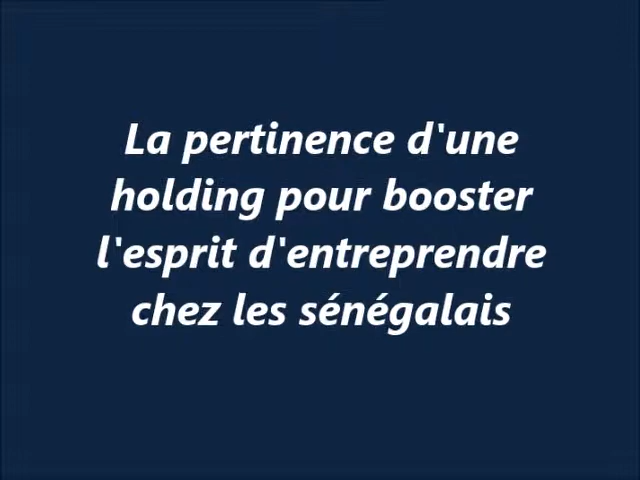 La pertinence d'une
holding pour booster
l'esprit d'entreprendre
chez les sénégalais